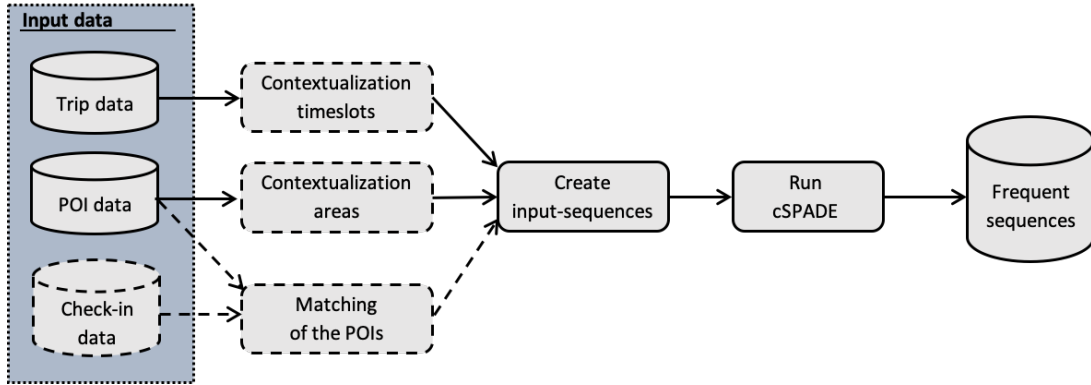 Input data
Trip data
Contextualization
timeslots
POI data
Contextualization
areas
Create
input-sequences
Run
cSPADE
Frequent
sequences
Check-in
data
Matching
of the POIs